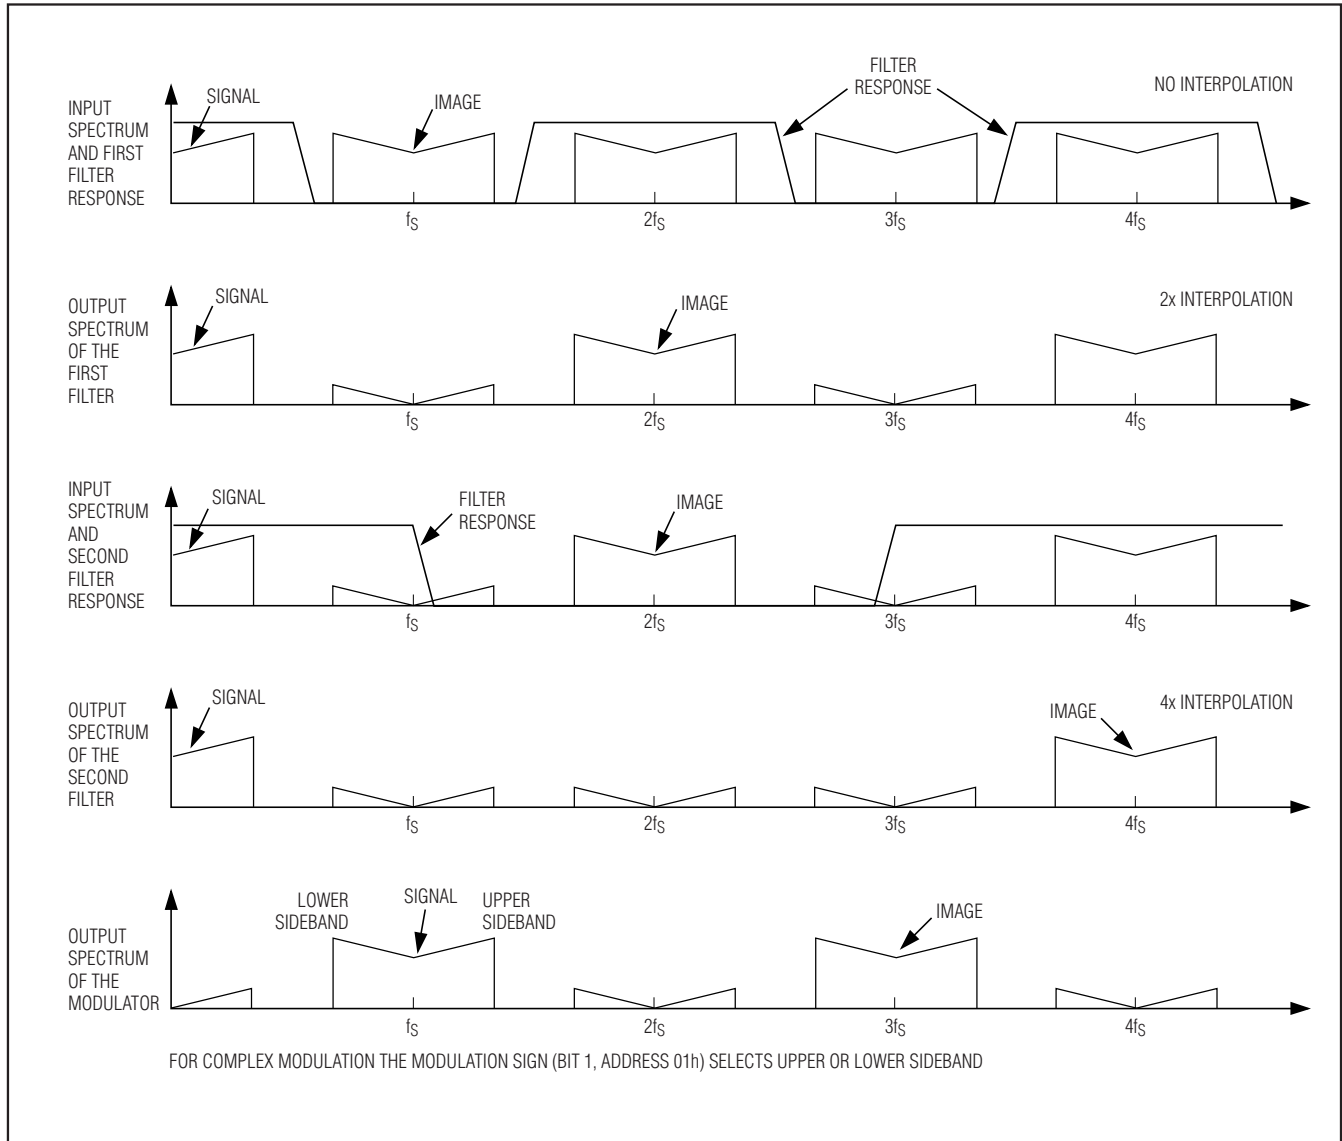 INPUT
SPECTRUM
AND FIRST
FILTER
RESPONSE
SIGNAL
IMAGE
FILTER
RESPONSE
NO INTERPOLATION
fS
2fS
3fS
4fS
OUTPUT
SPECTRUM
OF THE
FIRST
FILTER
SIGNAL
IMAGE
2x INTERPOLATION
fS
2fS
3fS
4fS
INPUT
SPECTRUM
AND
SECOND
FILTER
RESPONSE
SIGNAL
FILTER
RESPONSE
IMAGE
fS
2fS
3fS
4fS
OUTPUT
SPECTRUM
OF THE
SECOND
FILTER
SIGNAL
IMAGE
4x INTERPOLATION
fS
2fS
3fS
4fS
OUTPUT
SPECTRUM
OF THE
MODULATOR
LOWER
SIDEBAND
SIGNAL
UPPER
SIDEBAND
IMAGE
fS
2fS
3fS
4fS
FOR COMPLEX MODULATION THE MODULATION SIGN (BIT 1, ADDRESS 01h) SELECTS UPPER OR LOWER SIDEBAND